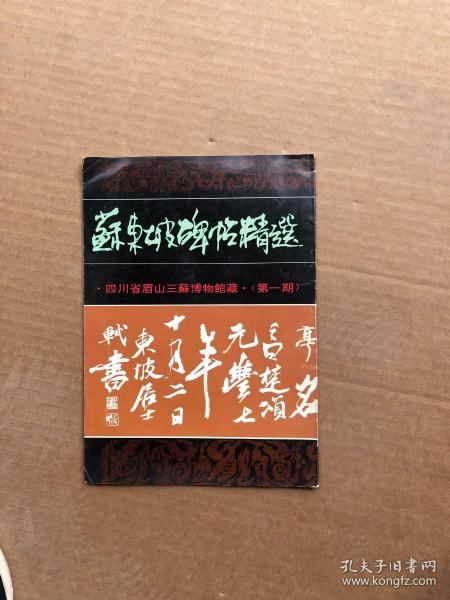 蘇東坡碑帖精選
·四川省眉山三蘇博物館藏·(第一期)
亭名
吾楚頌
元豐七
年
十月二日
東坡居士
軾書
孔夫子旧书网
www.kongfz.com